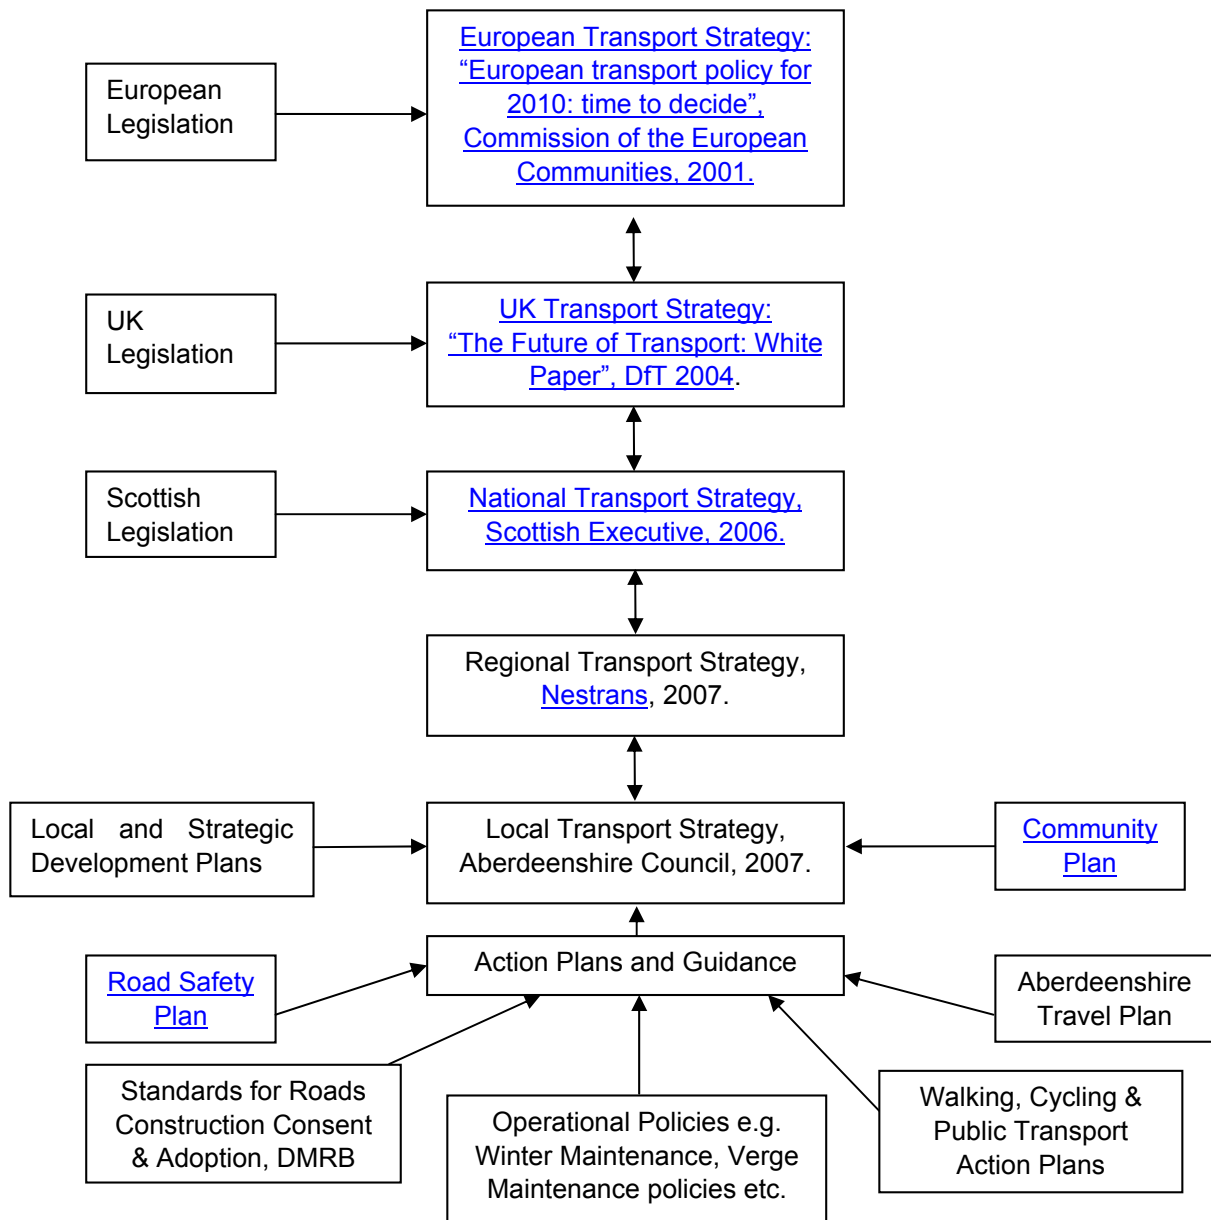 European Transport Strategy:
“European transport policy for
2010: time to decide”,
Commission of the European
Communities, 2001.
European
Legislation
UK Transport Strategy:
“The Future of Transport: White
Paper”, DfT 2004.
UK
Legislation
National Transport Strategy,
Scottish Executive, 2006.
Scottish
Legislation
Regional Transport Strategy,
Nestrans, 2007.
Local and Strategic
Development Plans
Local Transport Strategy,
Aberdeenshire Council, 2007.
Community
Plan
Action Plans and Guidance
Road Safety
Plan
Aberdeenshire
Travel Plan
Standards for Roads
Construction Consent
& Adoption, DMRB
Operational Policies e.g.
Winter Maintenance, Verge
Maintenance policies etc.
Walking, Cycling &
Public Transport
Action Plans